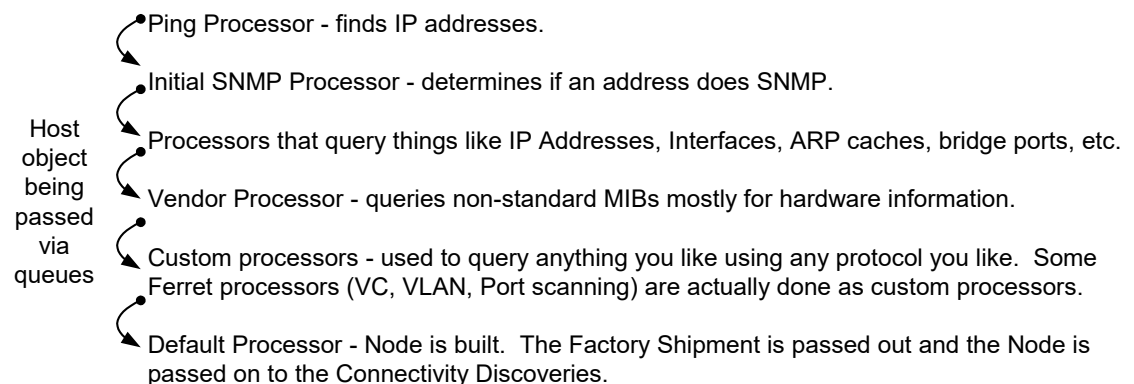 Ping Processor - finds IP addresses.
Initial SNMP Processor - determines if an address does SNMP.
Host
object
being
passed
via
queues
Processors that query things like IP Addresses, Interfaces, ARP caches, bridge ports, etc.
Vendor Processor - queries non-standard MIBs mostly for hardware information.
Custom processors - used to query anything you like using any protocol you like.  Some
Ferret processors (VC, VLAN, Port scanning) are actually done as custom processors.
Default Processor - Node is built.  The Factory Shipment is passed out and the Node is
passed on to the Connectivity Discoveries.